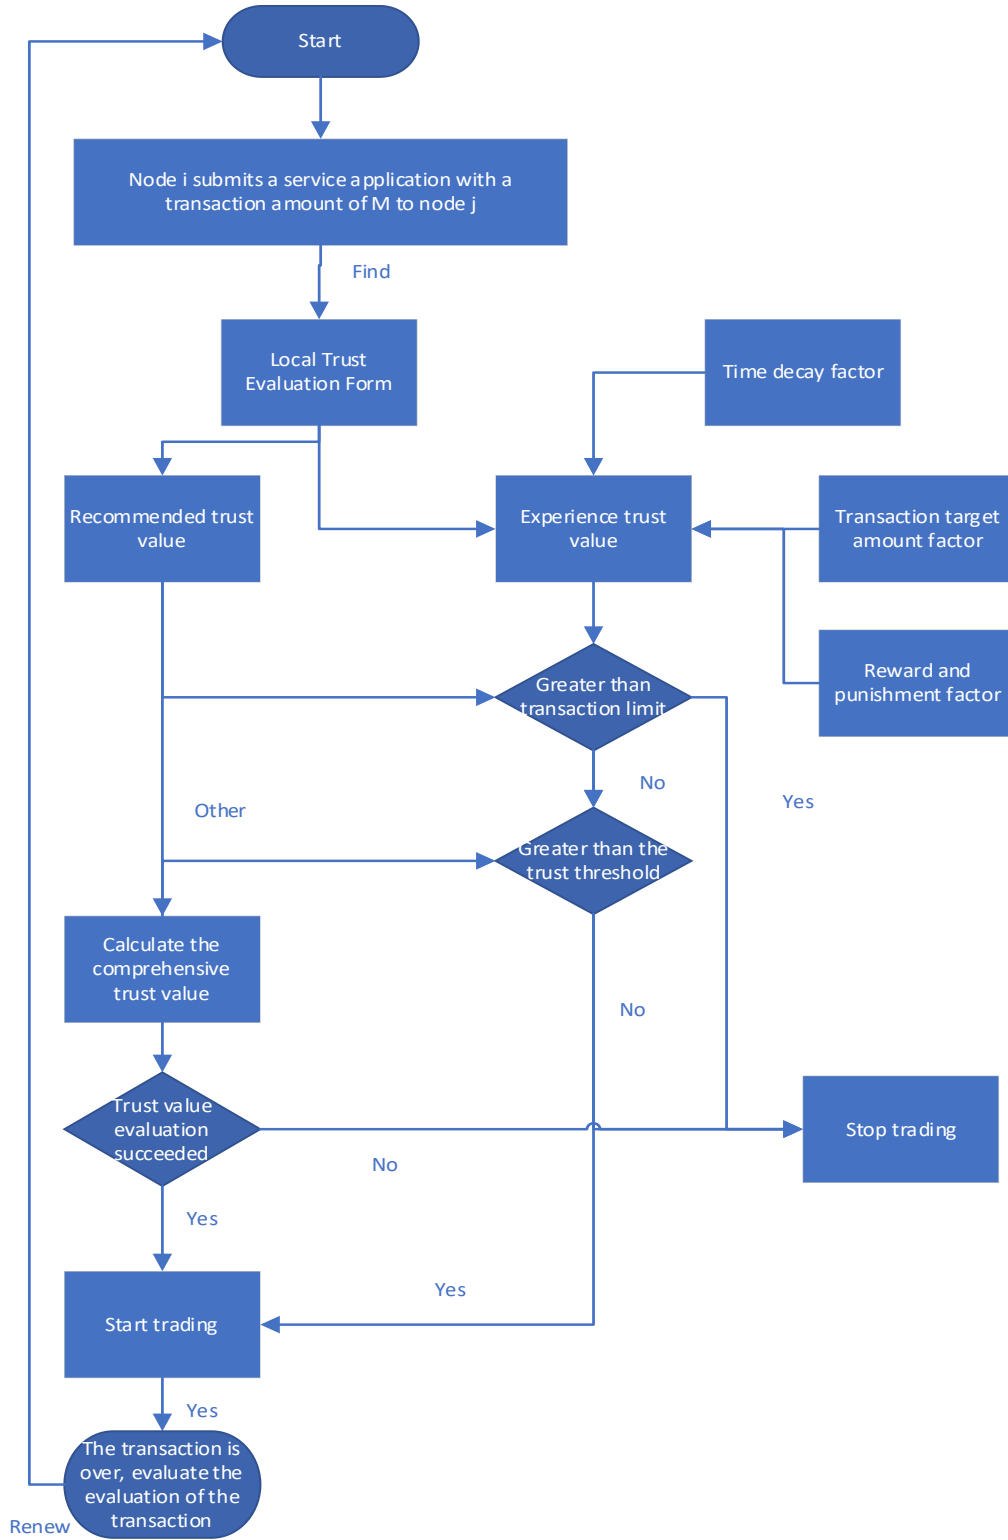 Start
Node i submits a service application with a
transaction amount of M to node j
Find
Local Trust
Evaluation Form
Time decay factor
Recommended trust
value
Experience trust
value
Transaction target
amount factor
Reward and
punishment factor
Greater than
transaction limit
No
Yes
Other
Greater than the
trust threshold
Calculate the
comprehensive
trust value
No
Trust value
evaluation
succeeded
Stop trading
No
Yes
Yes
Start trading
Yes
The transaction is
over, evaluate the
evaluation of the
transaction
Renew